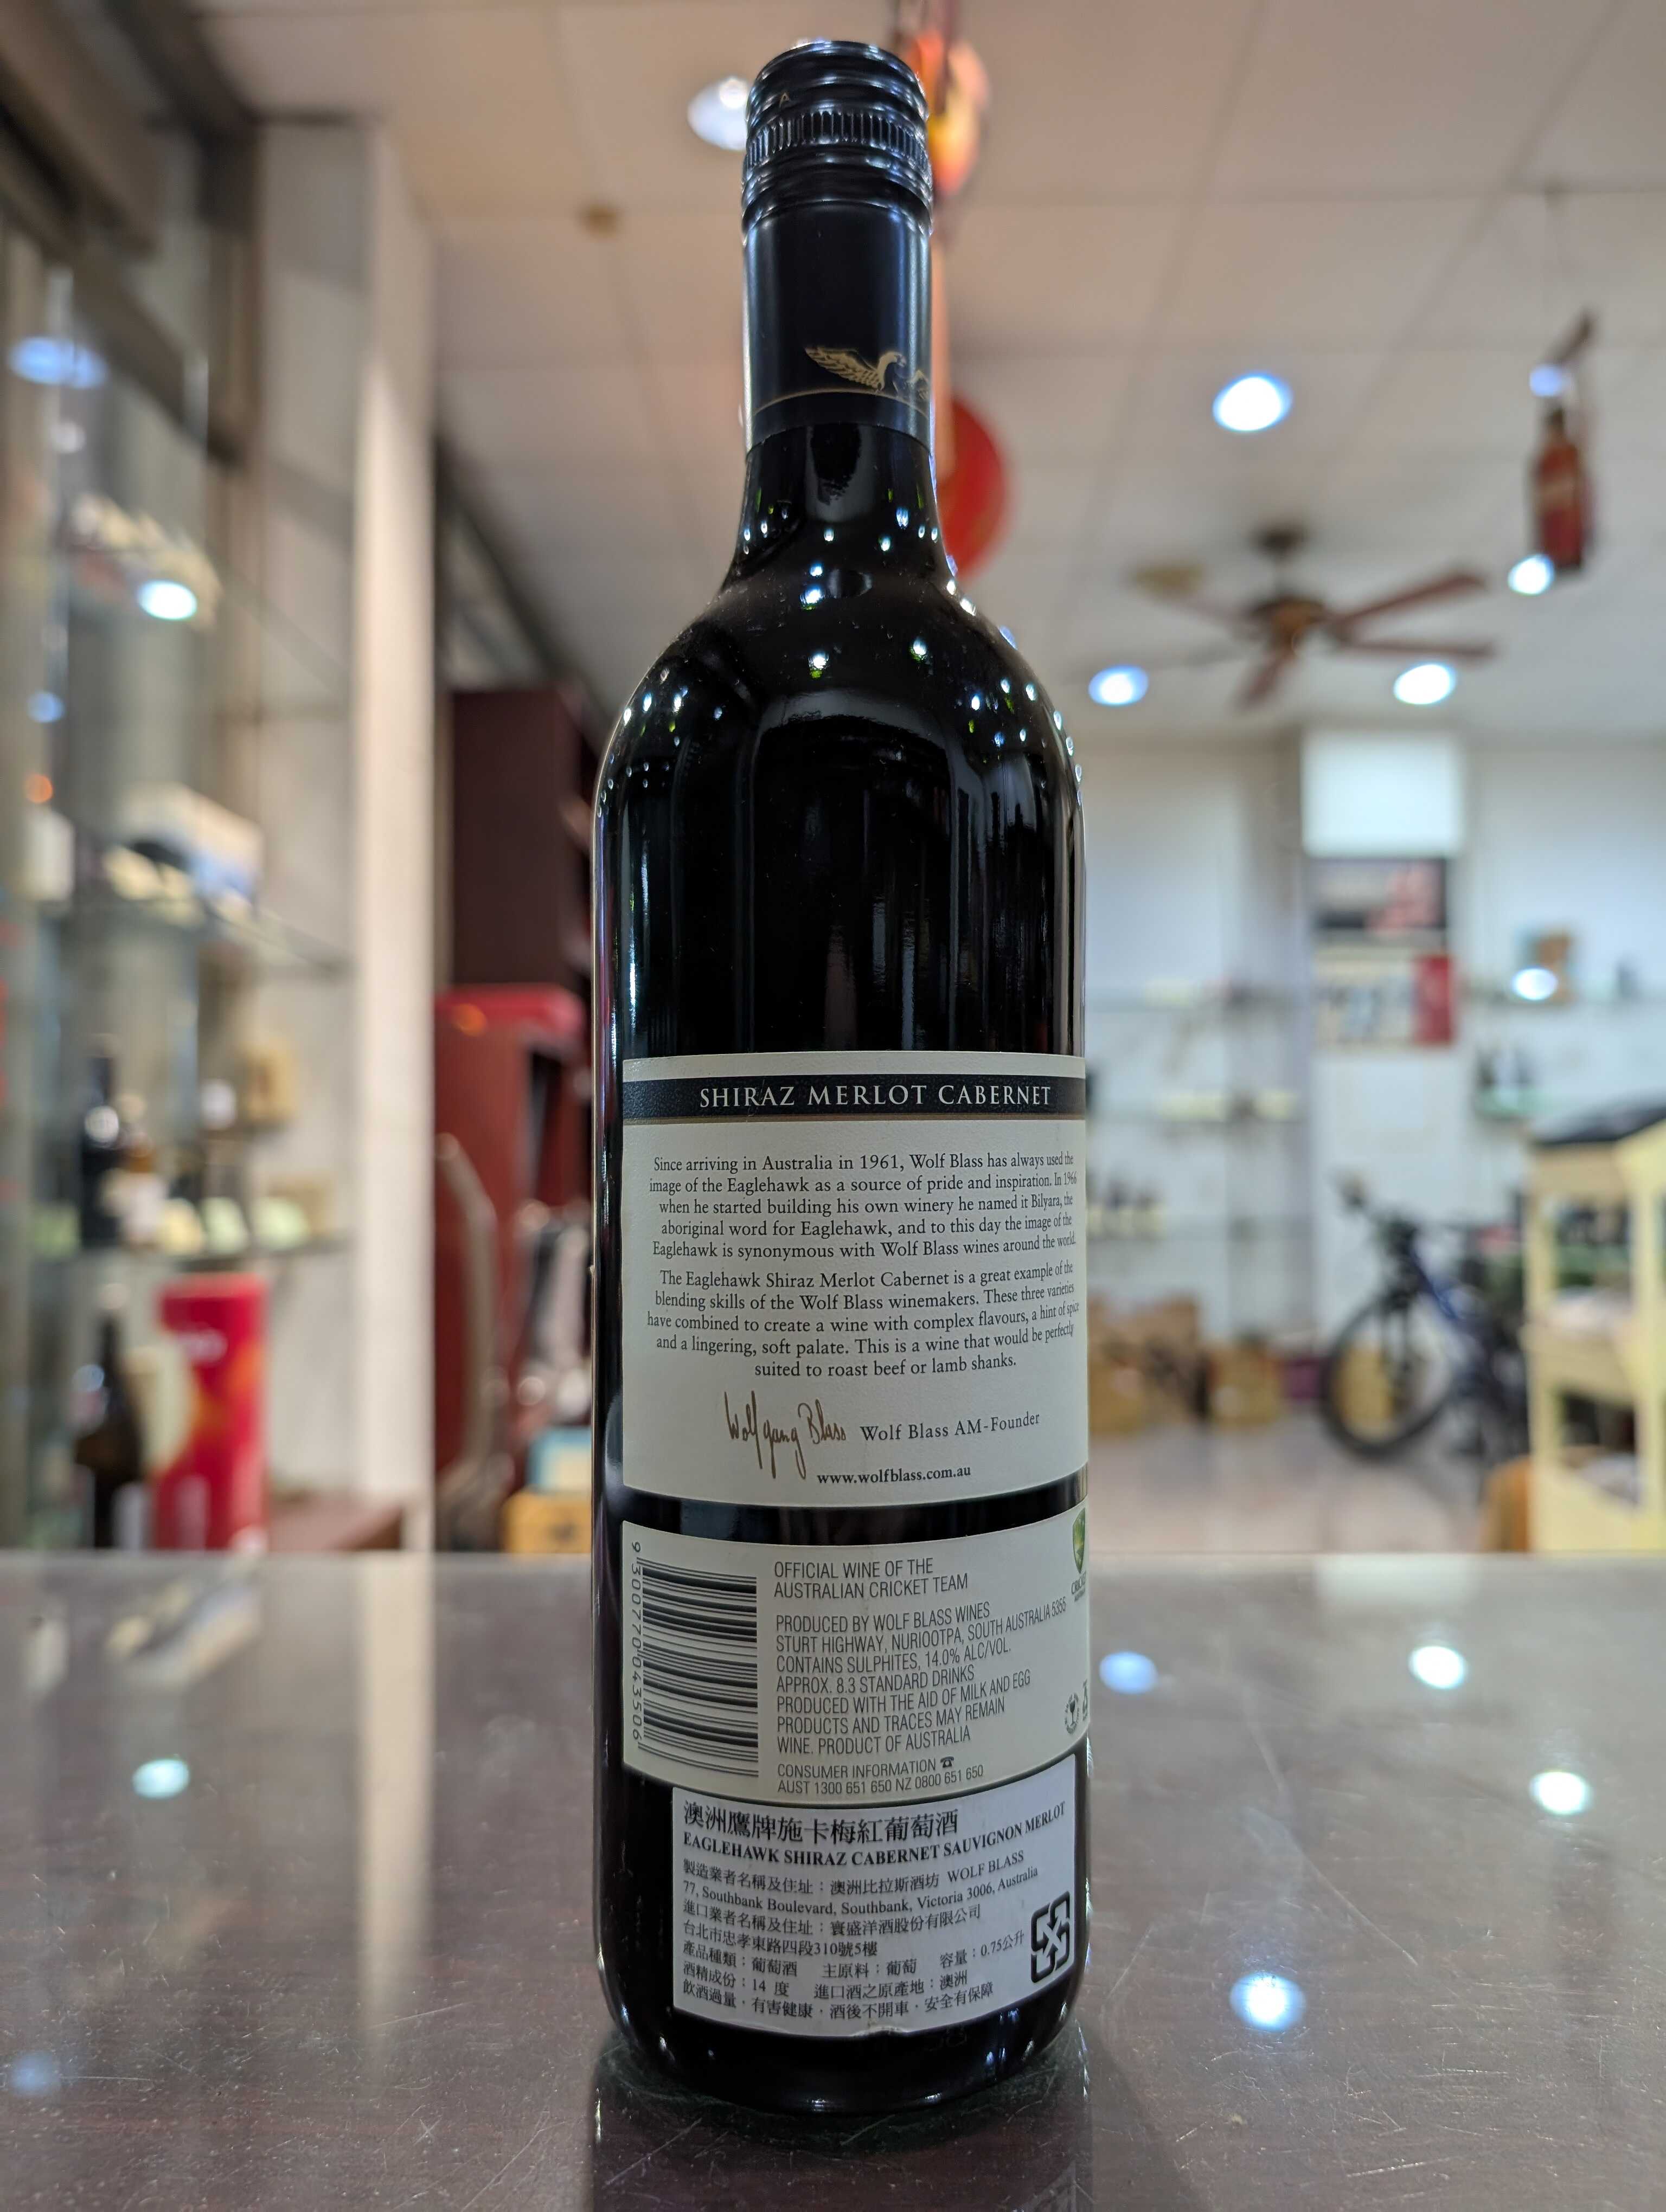 SHIRAZ MERLOT CABERNET
Since arriving in Australia in 1961, Wolf Blass has always used the
image of the Eaglehawk as a source of pride and inspiration. In 1966
when he started building his own winery he named it Bilyara, the
aboriginal word for Eaglehawk, and to this day the image of the
Eaglehawk is synonymous with Wolf Blass wines around the world.
The Eaglehawk Shiraz Merlot Cabernet is a great example of the
blending skills of the Wolf Blass winemakers. These three varieties
have combined to create a wine with complex flavours, a hint of spice
and a lingering, soft palate. This is a wine that would be perfectly
suited to roast beef or lamb shanks.
Wolfgang Blass Wolf Blass AM-Founder
www.wolfblass.com.au
9 300770 043506
OFFICIAL WINE OF THE
AUSTRALIAN CRICKET TEAM
PRODUCED BY WOLF BLASS WINES
STURT HIGHWAY, NURIOOTPA, SOUTH AUSTRALIA 5355
CONTAINS SULPHITES, 14.0% ALC/VOL.
APPROX. 8.3 STANDARD DRINKS
PRODUCED WITH THE AID OF MILK AND EGG
PRODUCTS AND TRACES MAY REMAIN
WINE. PRODUCT OF AUSTRALIA
CONSUMER INFORMATION ☎
AUST 1300 651 650 NZ 0800 651 650
澳洲鷹牌施卡梅紅葡萄酒
EAGLEHAWK SHIRAZ CABERNET SAUVIGNON MERLOT
製造業者名稱及住址：澳洲比拉斯酒坊 WOLF BLASS
77, Southbank Boulevard, Southbank, Victoria 3006, Australia
進口業者名稱及住址：寰盛洋酒股份有限公司
台北市忠孝東路四段310號5樓
產品種類：葡萄酒 主原料：葡萄 容量：0.75公升
酒精成份：14 度 進口酒之原產地：澳洲
飲酒過量，有害健康，酒後不開車，安全有保障